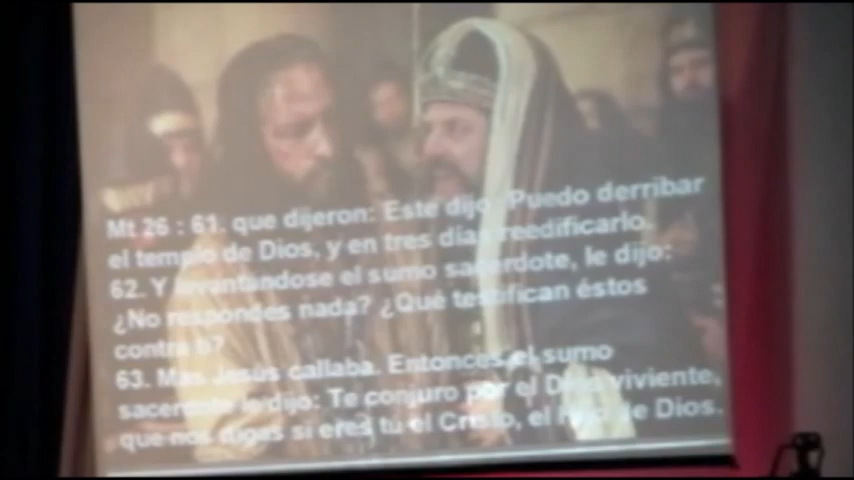 Mt 26 : 61. que dijeron: Este dijo: Puedo derribar
el templo de Dios, y en tres días reedificarlo.
62. Y levantándose el sumo sacerdote, le dijo:
¿No respondes nada? ¿Qué testifican éstos
contra ti?
63. Mas Jesús callaba. Entonces el sumo
sacerdote le dijo: Te conjuro por el Dios viviente,
que nos digas si eres tú el Cristo, el Hijo de Dios.